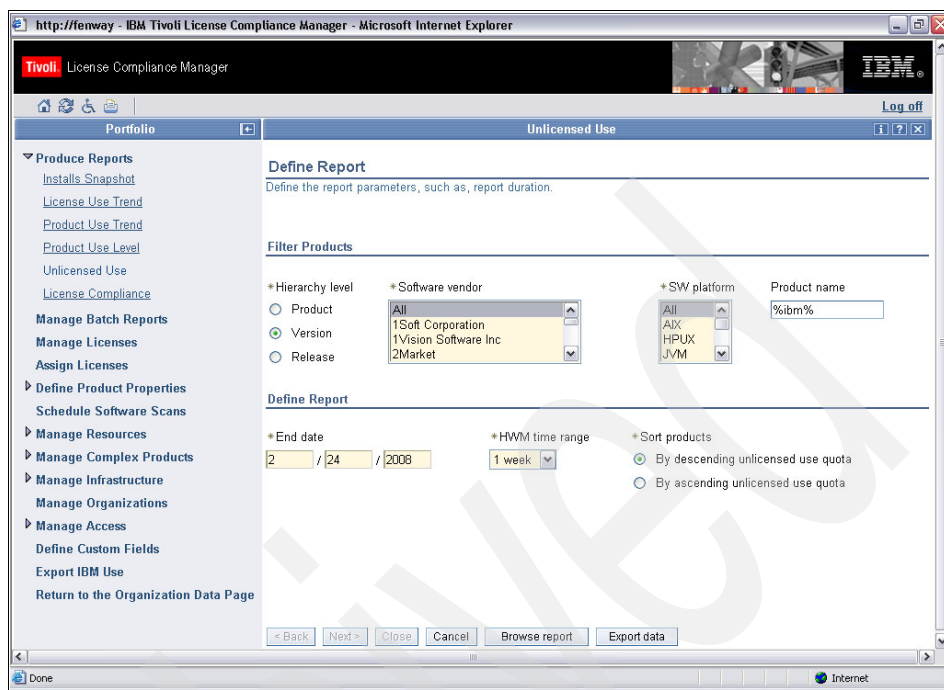 http://fenway - IBM Tivoli License Compliance Manager - Microsoft Internet Explorer
Tivoli. License Compliance Manager
IBM®
Log off
Portfolio
Unlicensed Use
i ? x
Produce Reports
Installs Snapshot
License Use Trend
Product Use Trend
Product Use Level
Unlicensed Use
License Compliance
Manage Batch Reports
Manage Licenses
Assign Licenses
Define Product Properties
Schedule Software Scans
Manage Resources
Manage Complex Products
Manage Infrastructure
Manage Organizations
Manage Access
Define Custom Fields
Export IBM Use
Return to the Organization Data Page
Define Report
Define the report parameters, such as, report duration.
Filter Products
*Hierarchy level *Software vendor *SW platform Product name
Product All All %ibm%
1Soft Corporation AIX
Version 1Vision Software Inc HPUX
Release 2Market JVM
Define Report
*End date *HWM time range *Sort products
2 / 24 / 2008 1 week By descending unlicensed use quota
By ascending unlicensed use quota
< Back Next > Close Cancel Browse report Export data
Done Internet